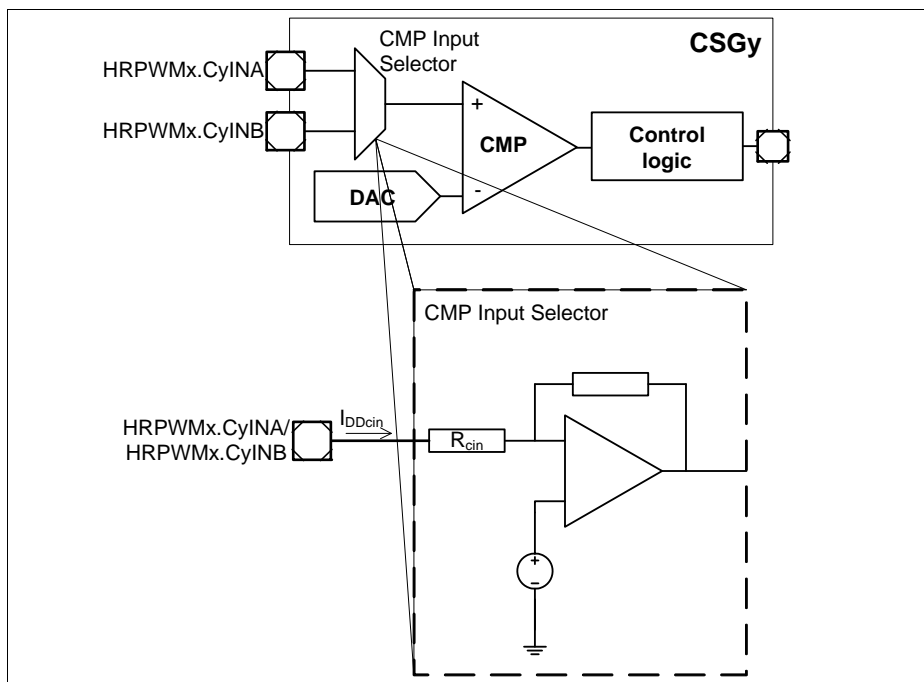 CMP Input
Selector
CSGy
HRPWMx.CyINA
HRPWMx.CyINB
+
CMP
-
Control
logic
DAC
CMP Input Selector
HRPWMx.CyINA/
HRPWMx.CyINB
IDDcin
Rcin
+
-